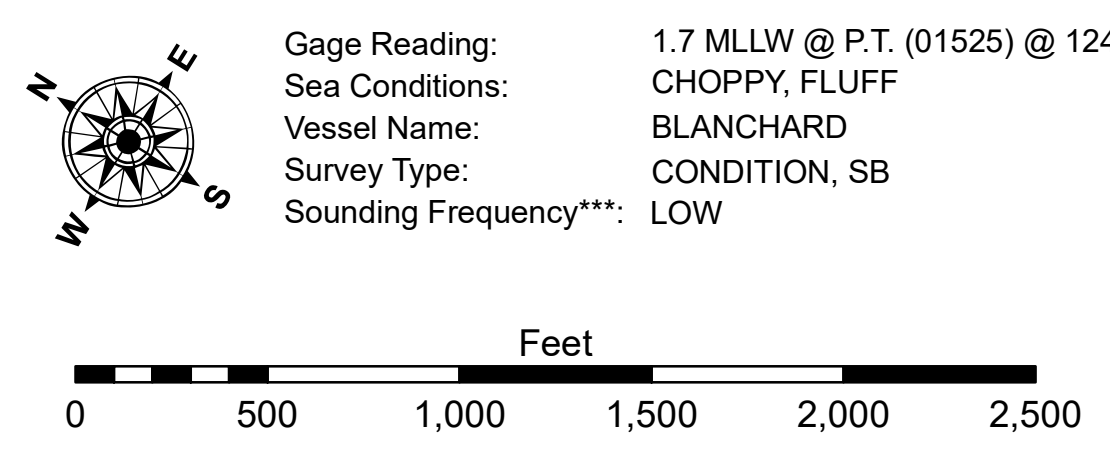 N
E
S
W
Gage Reading: 1.7 MLLW @ P.T. (01525) @ 124
Sea Conditions: CHOPPY, FLUFF
Vessel Name: BLANCHARD
Survey Type: CONDITION, SB
Sounding Frequency***: LOW
Feet
0 500 1,000 1,500 2,000 2,500